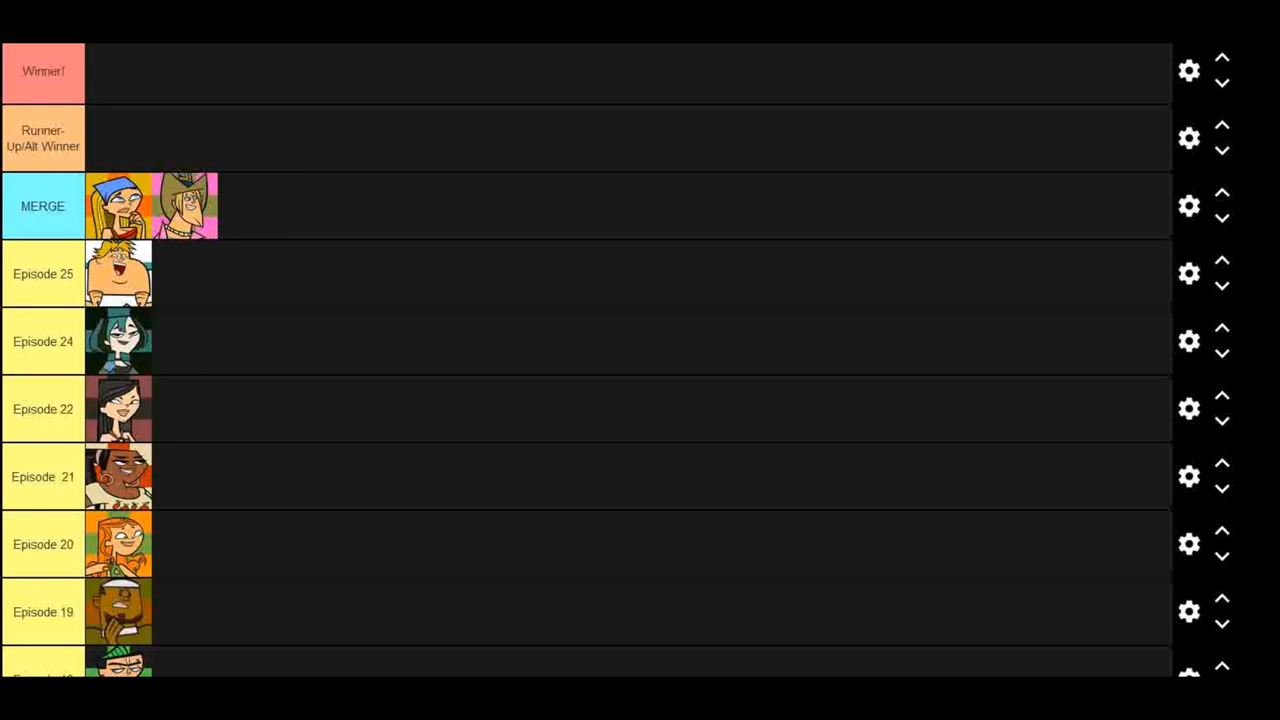 Winner!
Runner-
Up/Alt Winner
MERGE
Episode 25
Episode 24
Episode 22
Episode 21
Episode 20
Episode 19